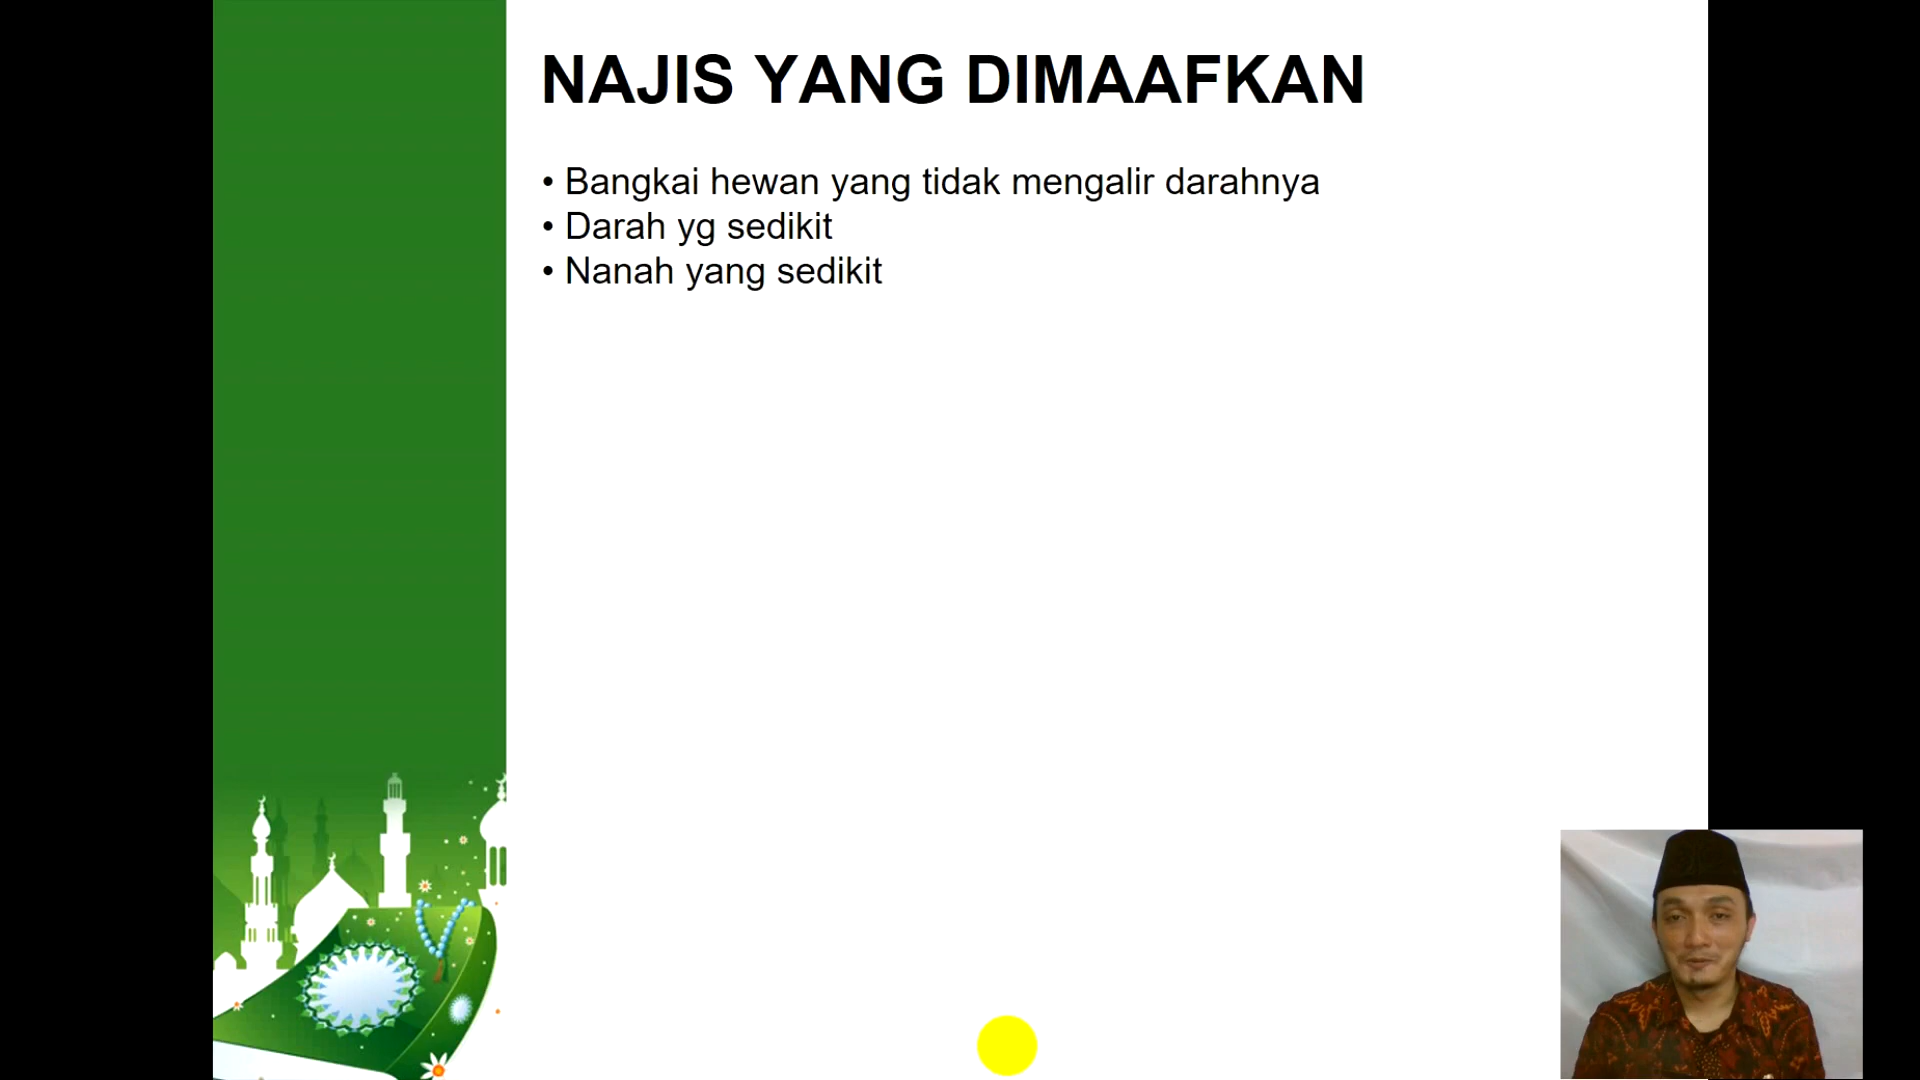 NAJIS YANG DIMAAFKAN
• Bangkai hewan yang tidak mengalir darahnya
• Darah yg sedikit
• Nanah yang sedikit